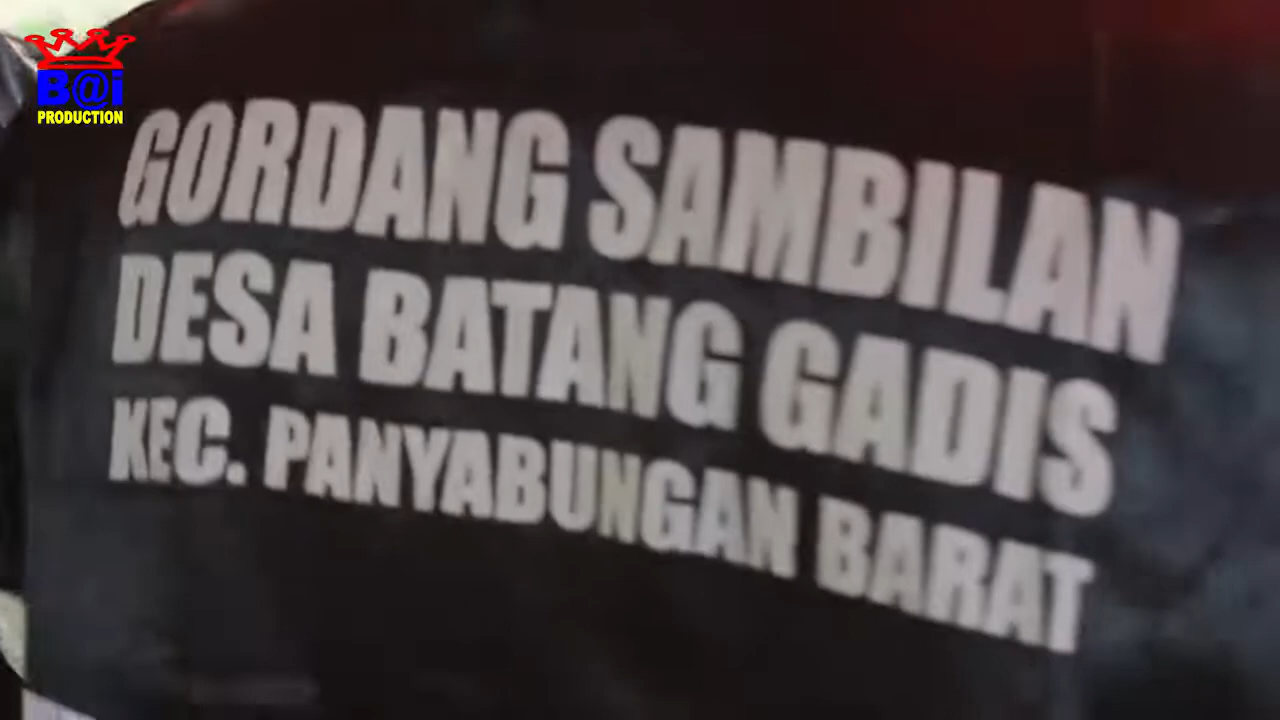 B@i
PRODUCTION
GORDANG SAMBILAN
DESA BATANG GADIS
KEC. PANYABUNGAN BARAT